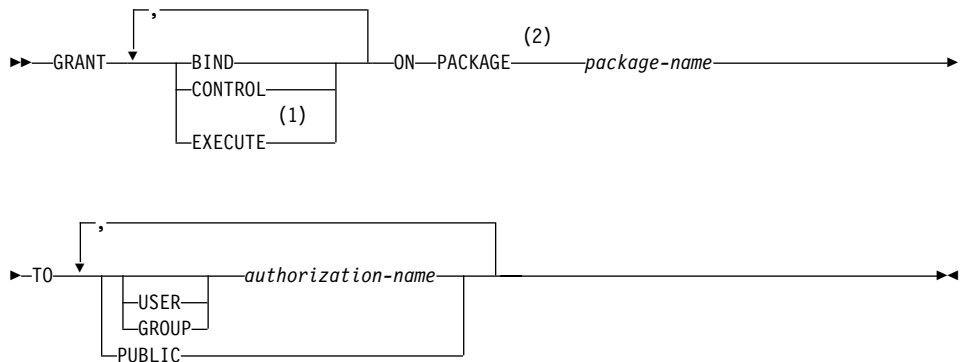 ,
(2)
GRANT BIND ON PACKAGE package-name
CONTROL
(1)
EXECUTE
,
TO authorization-name
USER
GROUP
PUBLIC